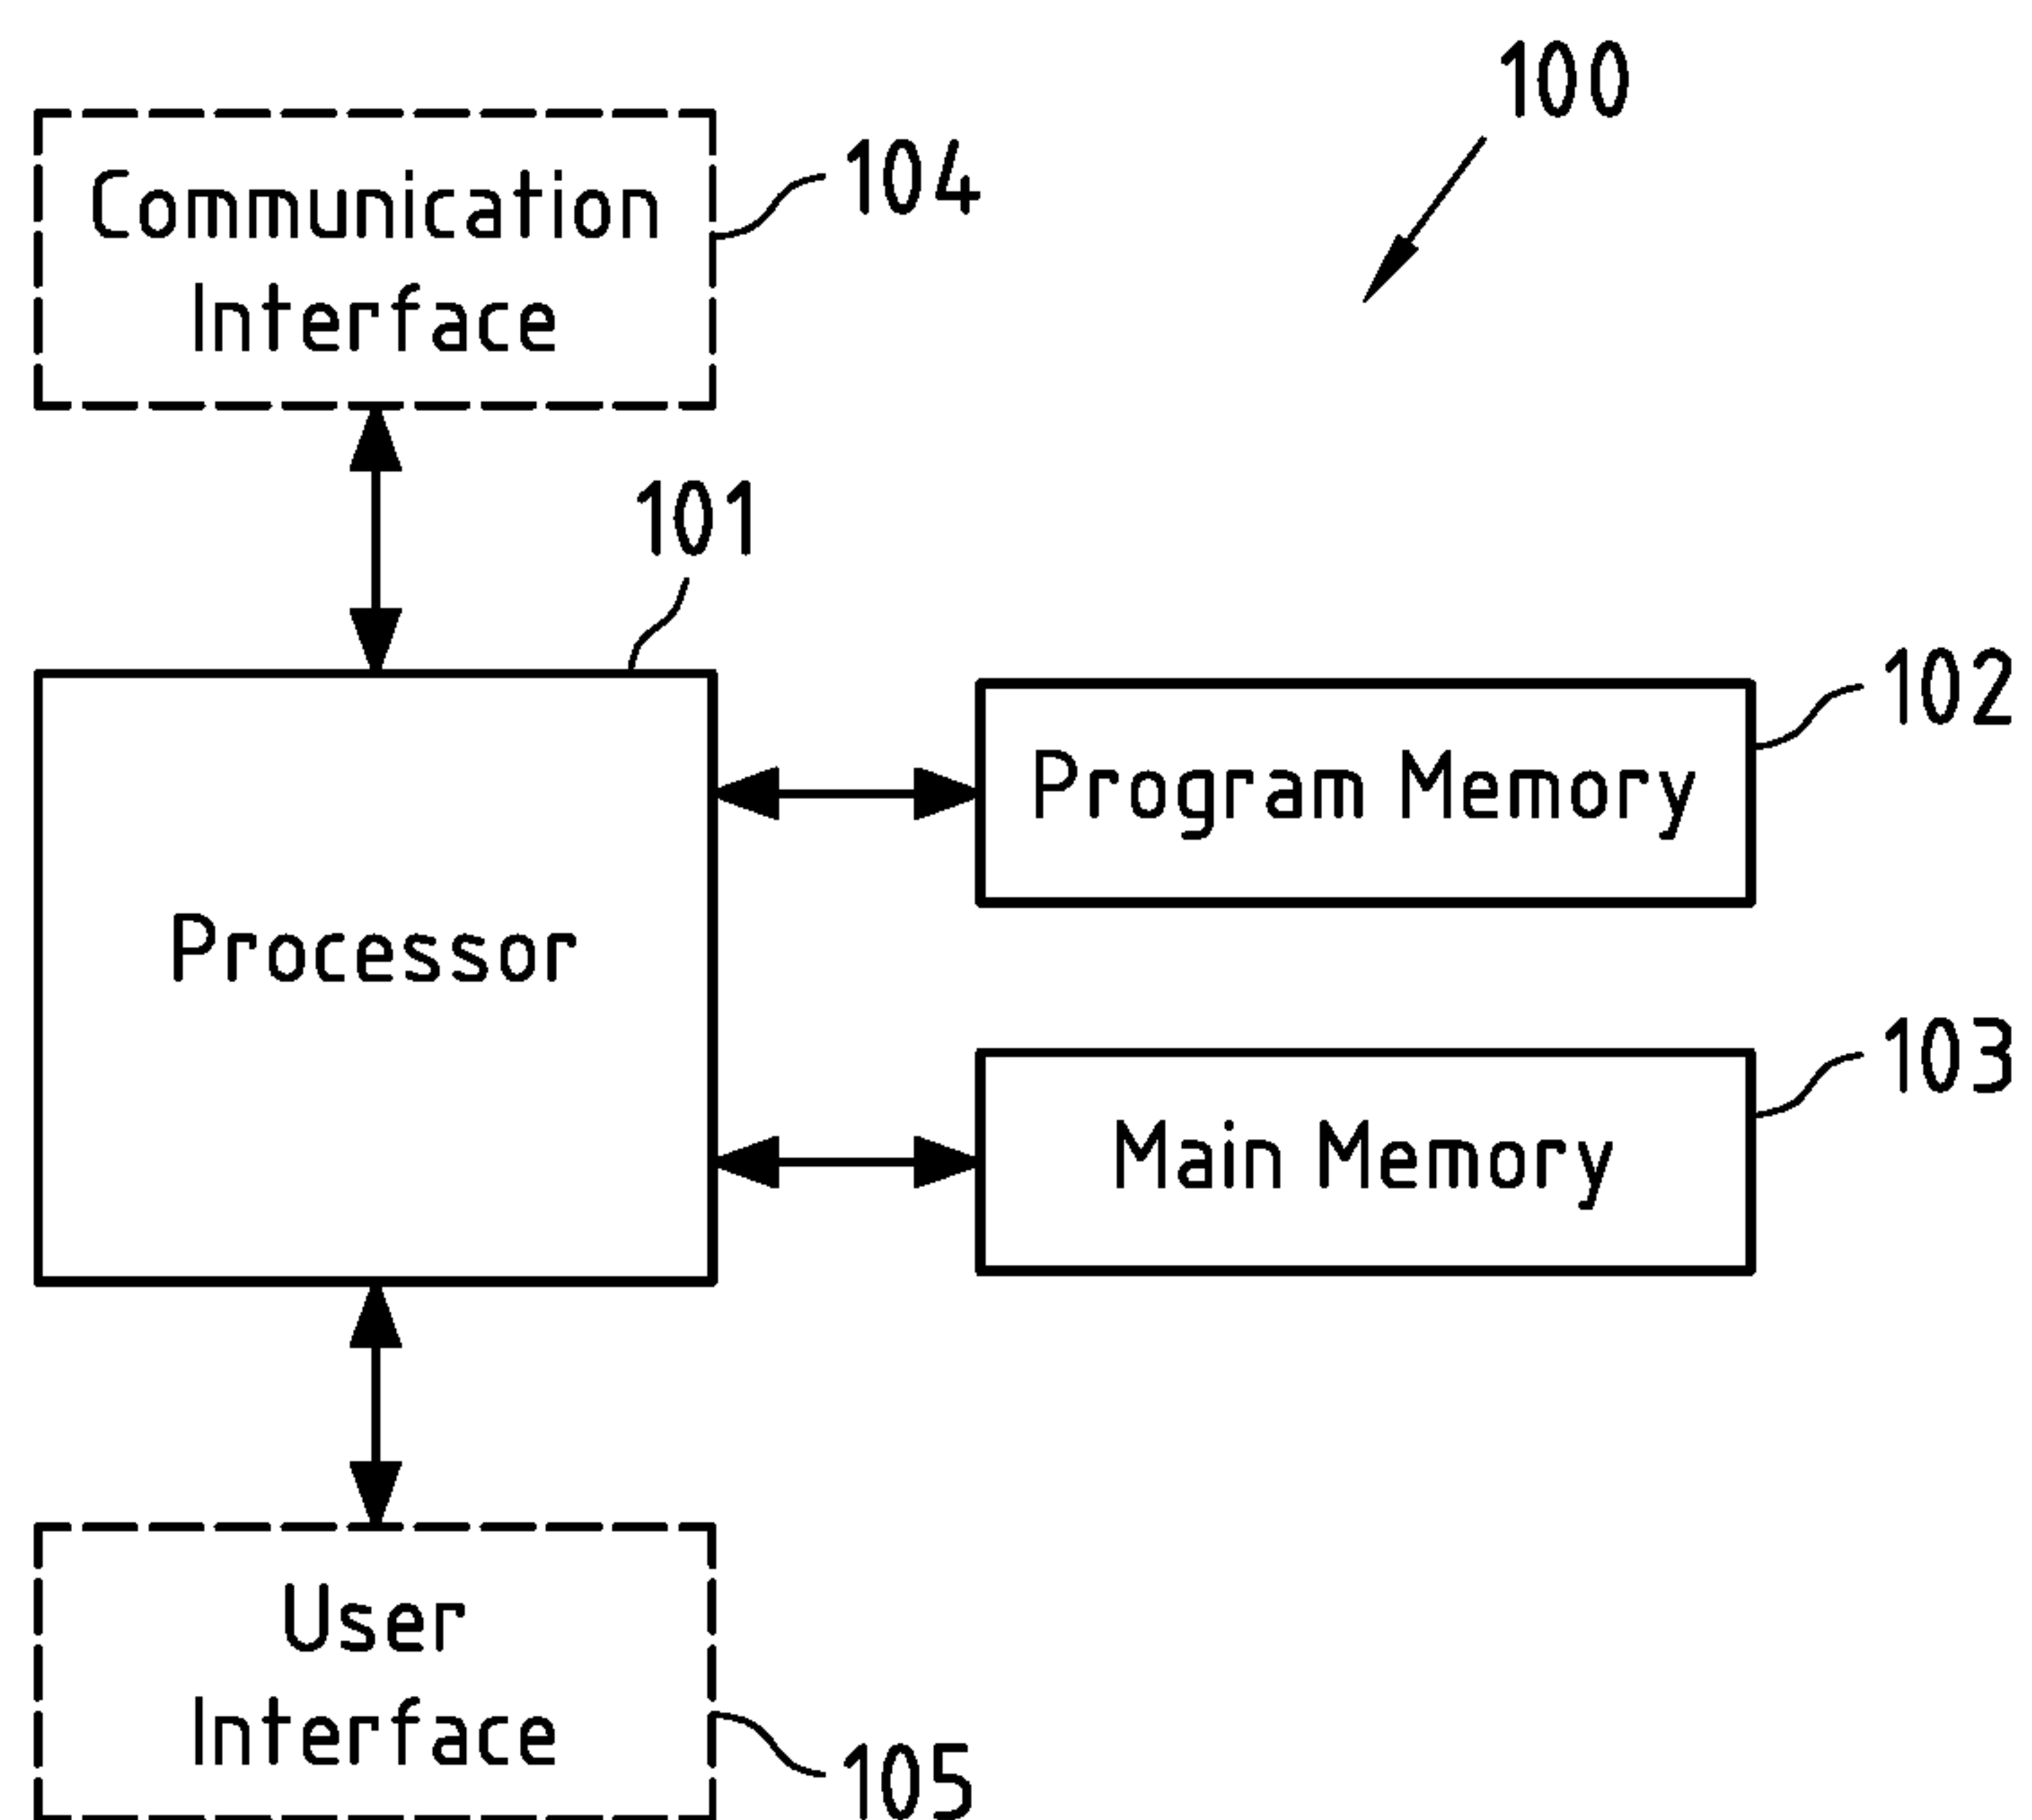 100
Communication
Interface
104
101
Processor
Program Memory
102
Main Memory
103
User
Interface
105